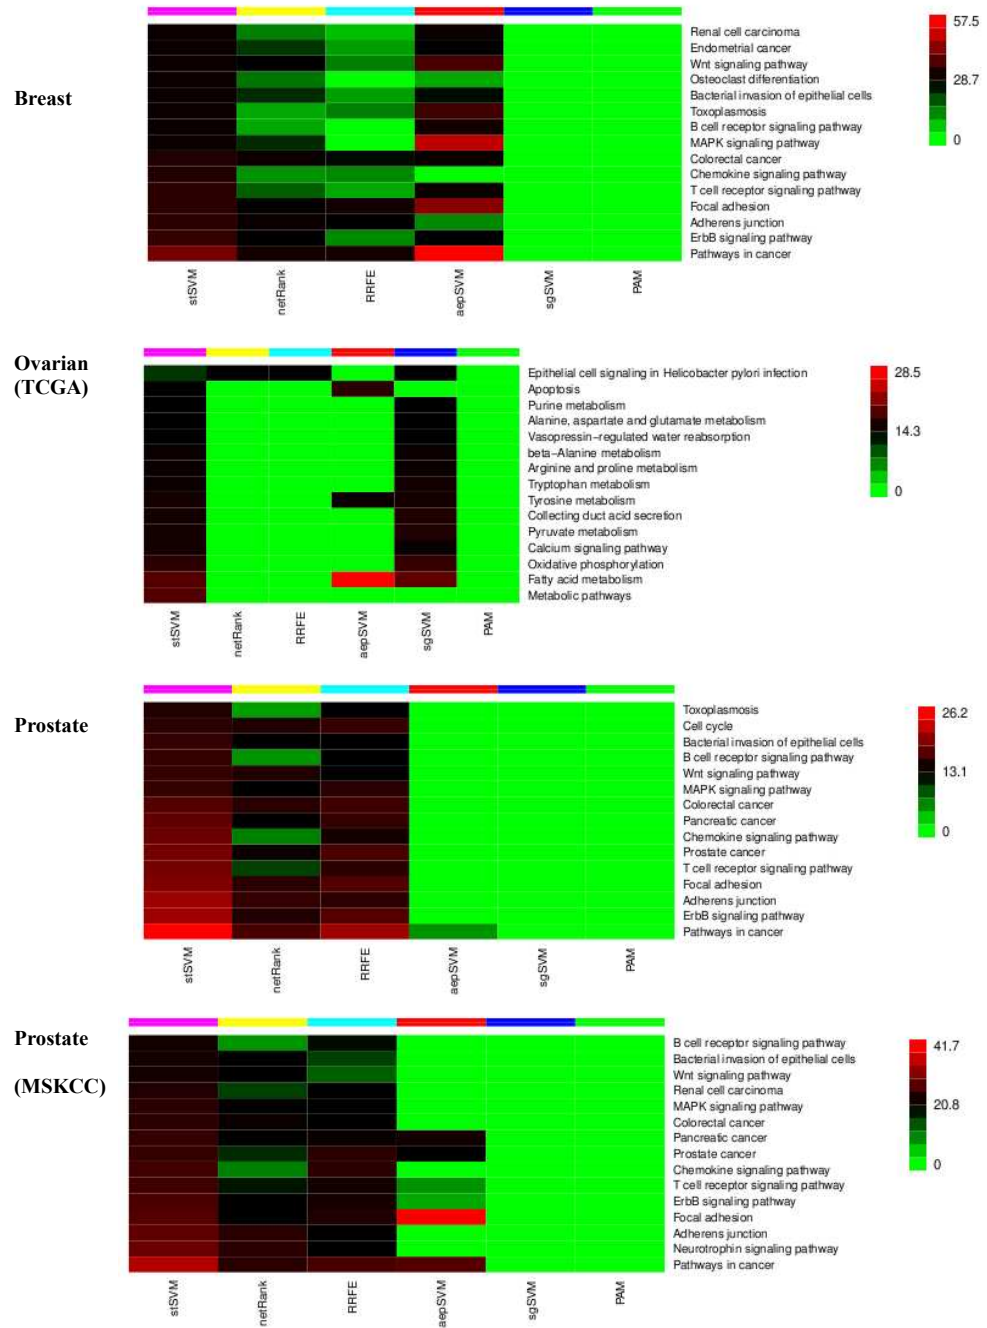 Breast
Renal cell carcinoma
Endometrial cancer
Wnt signaling pathway
Osteoclast differentiation
Bacterial invasion of epithelial cells
Toxoplasmosis
B cell receptor signaling pathway
MAPK signaling pathway
Colorectal cancer
Chemokine signaling pathway
T cell receptor signaling pathway
Focal adhesion
Adherens junction
ErbB signaling pathway
Pathways in cancer
57.5
28.7
0
stSVM
netRank
RRFE
aepSVM
sgSVM
PAM
Ovarian
(TCGA)
Epithelial cell signaling in Helicobacter pylori infection
Apoptosis
Purine metabolism
Alanine, aspartate and glutamate metabolism
Vasopressin−regulated water reabsorption
beta−Alanine metabolism
Arginine and proline metabolism
Tryptophan metabolism
Tyrosine metabolism
Collecting duct acid secretion
Pyruvate metabolism
Calcium signaling pathway
Oxidative phosphorylation
Fatty acid metabolism
Metabolic pathways
28.5
14.3
0
stSVM
netRank
RRFE
aepSVM
sgSVM
PAM
Prostate
Toxoplasmosis
Cell cycle
Bacterial invasion of epithelial cells
B cell receptor signaling pathway
Wnt signaling pathway
MAPK signaling pathway
Colorectal cancer
Pancreatic cancer
Chemokine signaling pathway
Prostate cancer
T cell receptor signaling pathway
Focal adhesion
Adherens junction
ErbB signaling pathway
Pathways in cancer
26.2
13.1
0
stSVM
netRank
RRFE
aepSVM
sgSVM
PAM
Prostate
(MSKCC)
B cell receptor signaling pathway
Bacterial invasion of epithelial cells
Wnt signaling pathway
Renal cell carcinoma
MAPK signaling pathway
Colorectal cancer
Pancreatic cancer
Prostate cancer
Chemokine signaling pathway
T cell receptor signaling pathway
ErbB signaling pathway
Focal adhesion
Adherens junction
Neurotrophin signaling pathway
Pathways in cancer
41.7
20.8
0
stSVM
netRank
RRFE
aepSVM
sgSVM
PAM